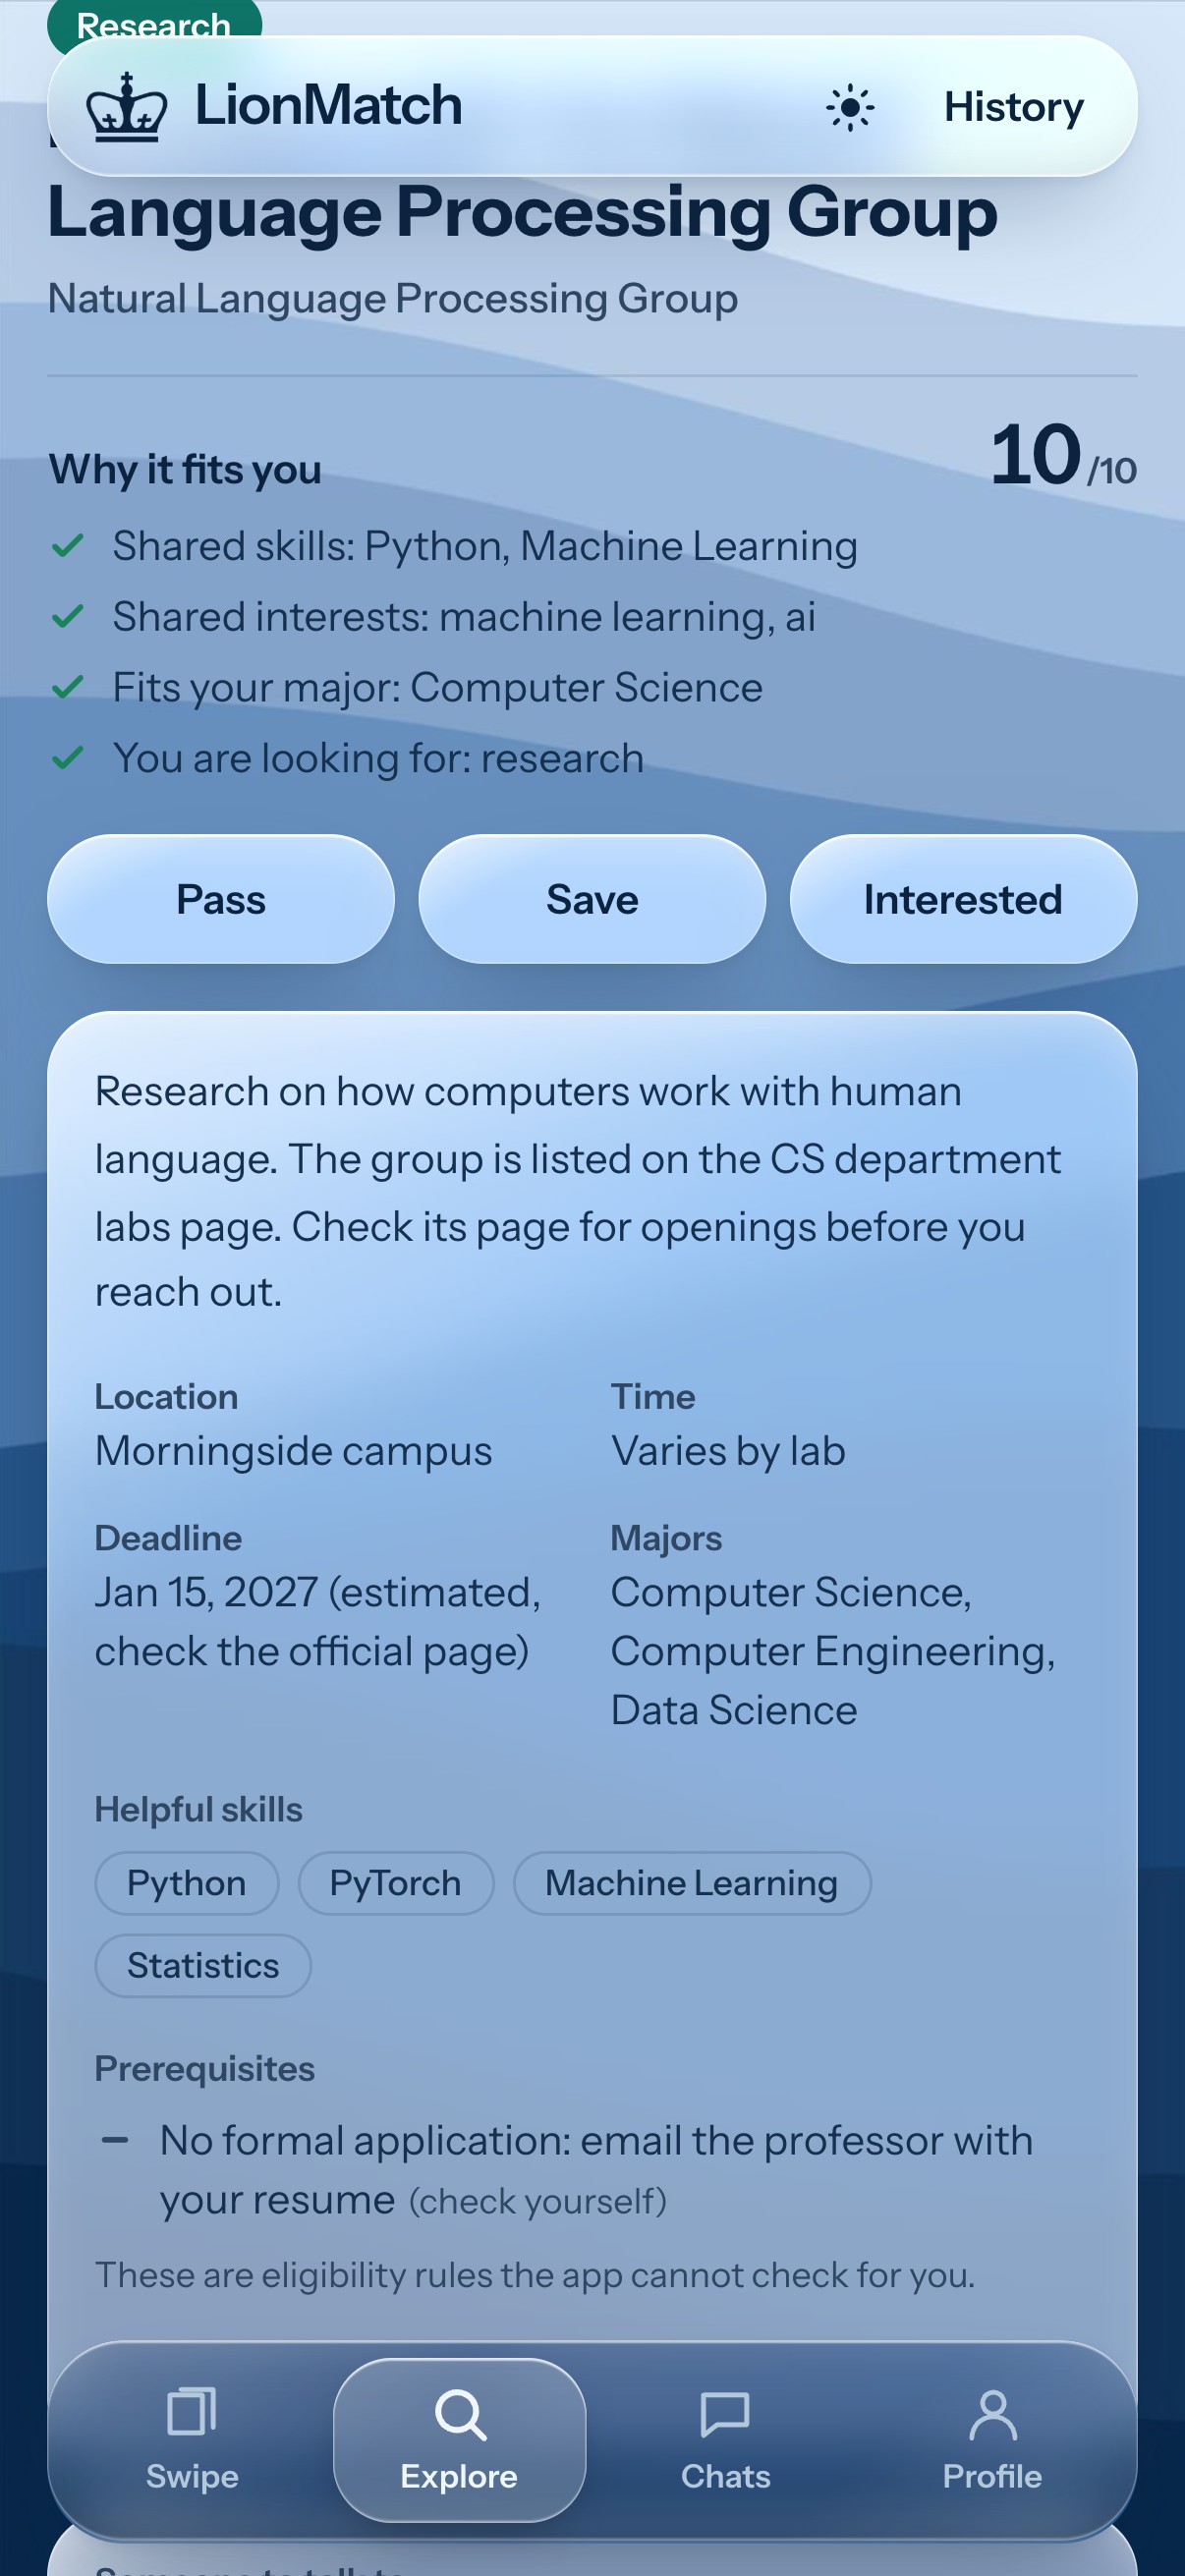 Research
LionMatch
History
Language Processing Group
Natural Language Processing Group
Why it fits you
10/10
Shared skills: Python, Machine Learning
Shared interests: machine learning, ai
Fits your major: Computer Science
You are looking for: research
Pass
Save
Interested
Research on how computers work with human
language. The group is listed on the CS department
labs page. Check its page for openings before you
reach out.
Location
Morningside campus
Time
Varies by lab
Deadline
Jan 15, 2027 (estimated,
check the official page)
Majors
Computer Science,
Computer Engineering,
Data Science
Helpful skills
Python
PyTorch
Machine Learning
Statistics
Prerequisites
No formal application: email the professor with
your resume (check yourself)
These are eligibility rules the app cannot check for you.
Swipe
Explore
Chats
Profile